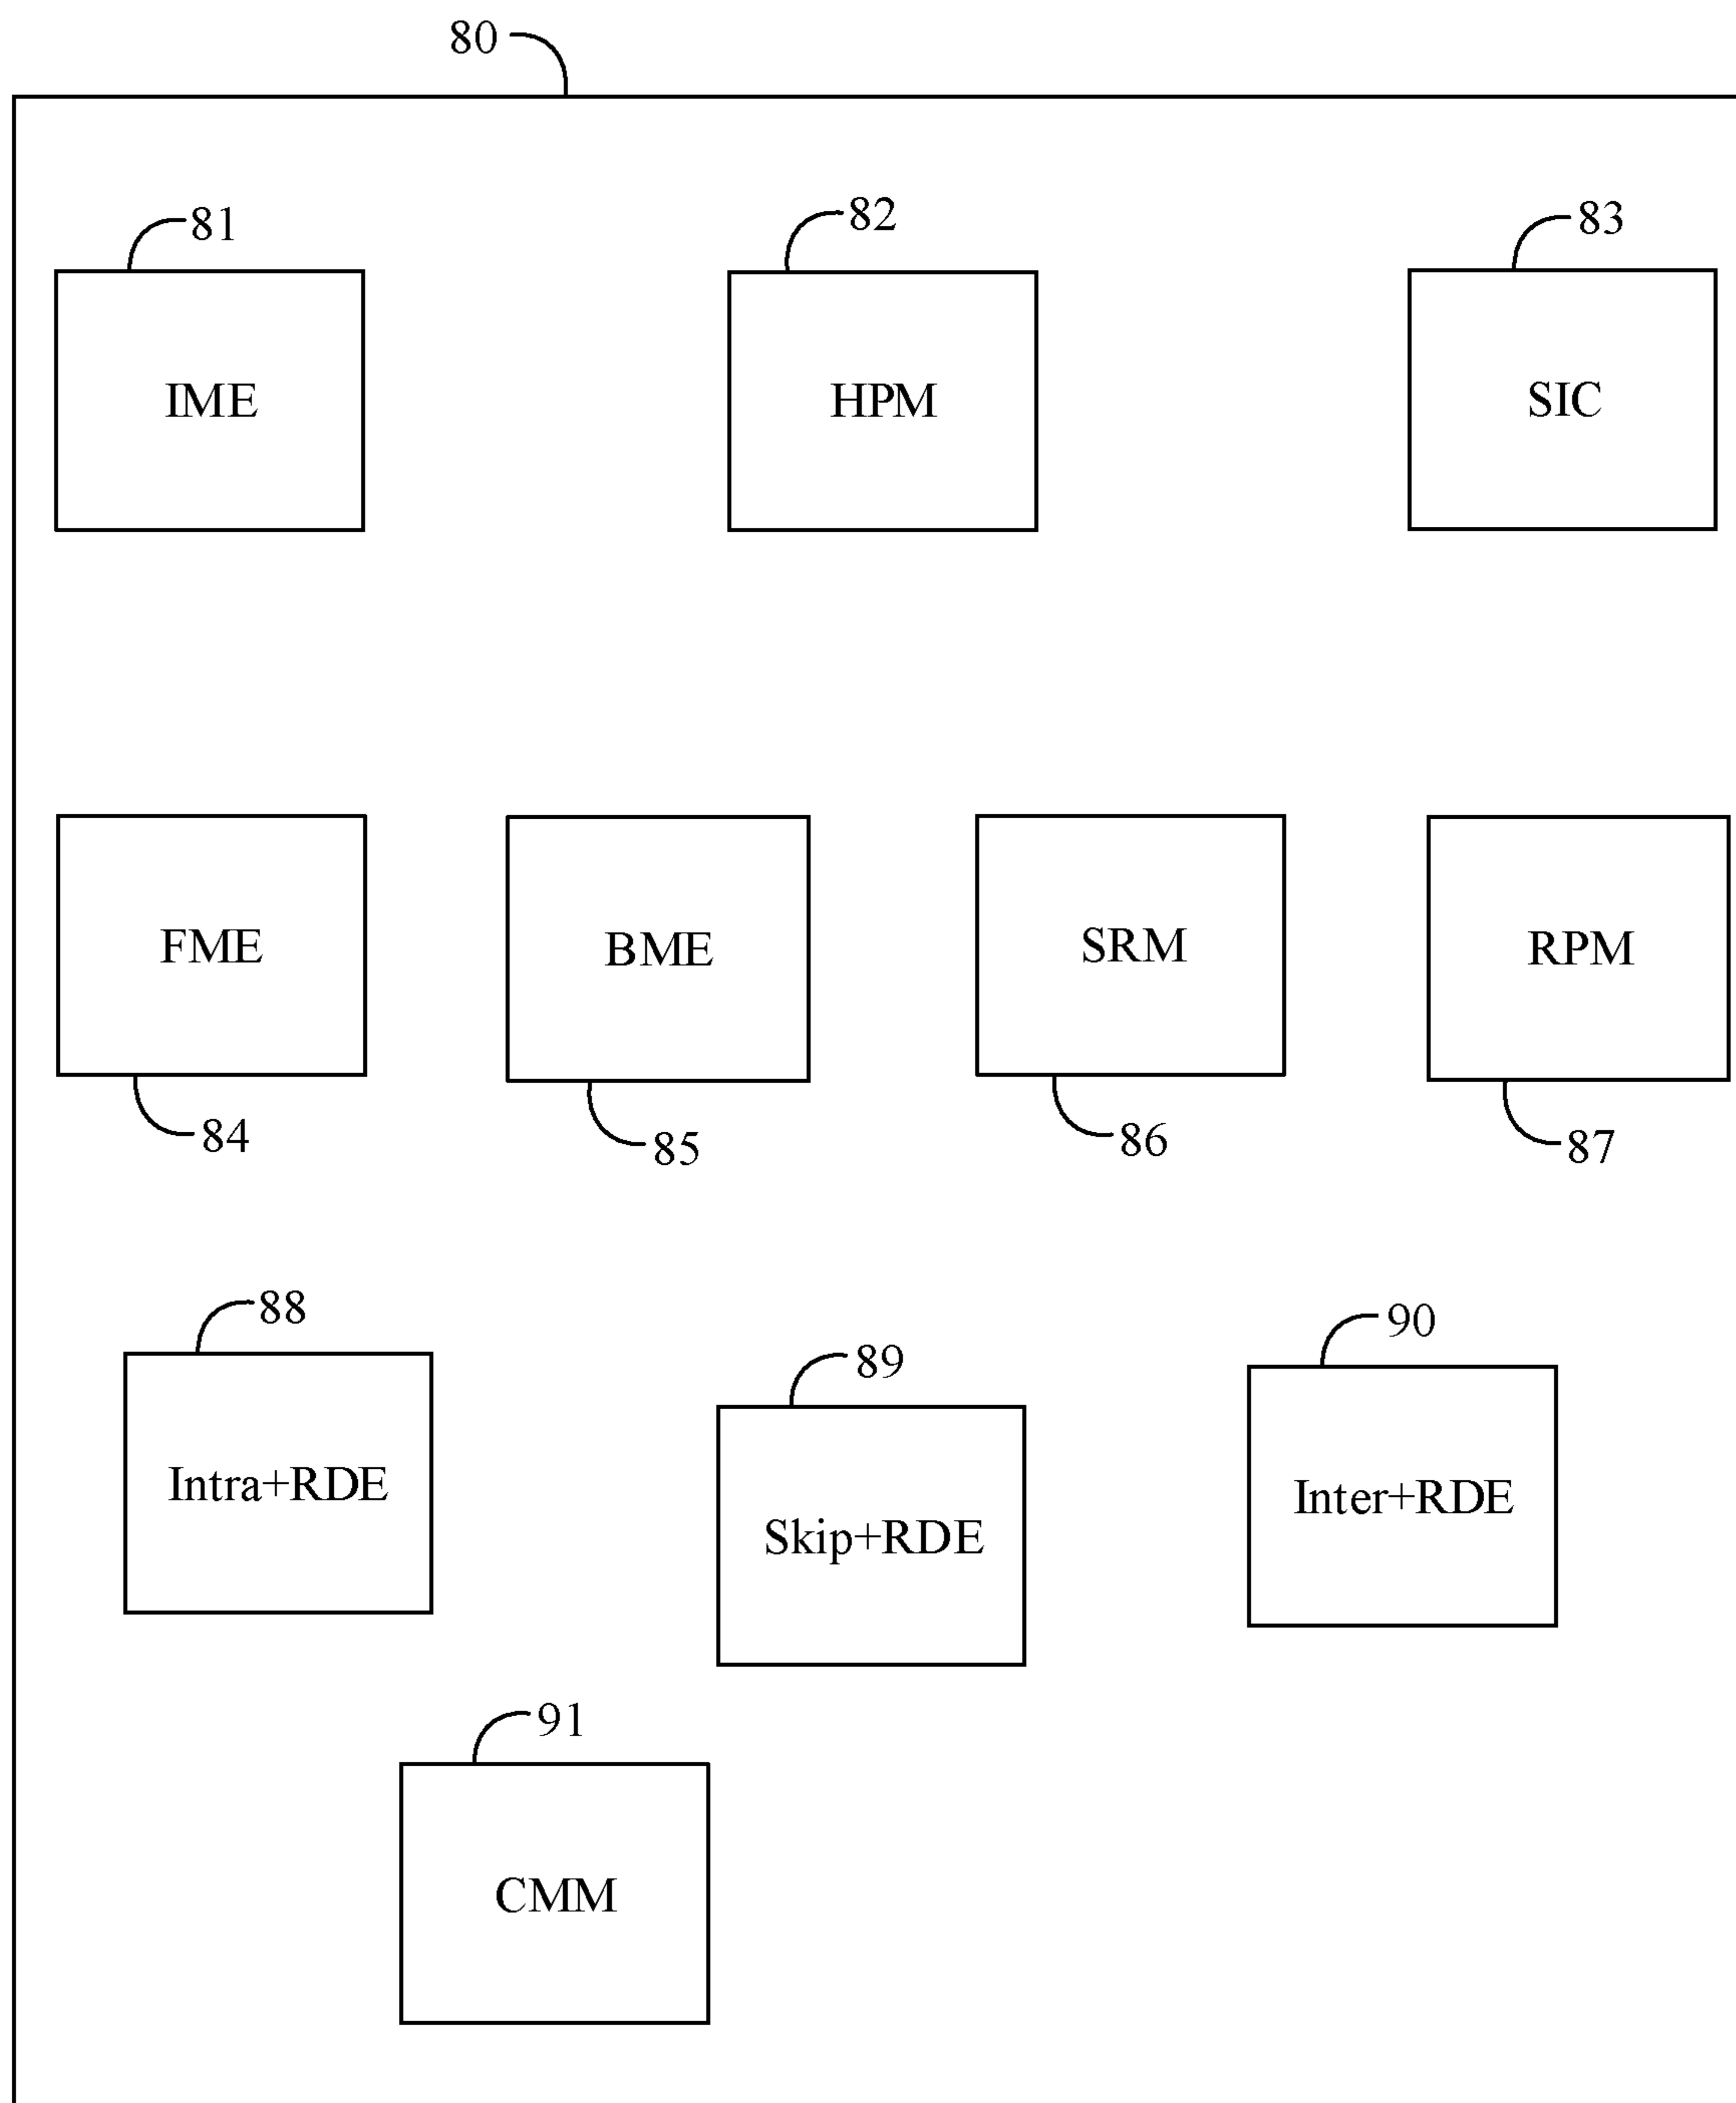 80
81
82
83
IME
HPM
SIC
FME
BME
SRM
RPM
84
85
86
87
88
89
90
Intra+RDE
Skip+RDE
Inter+RDE
91
CMM